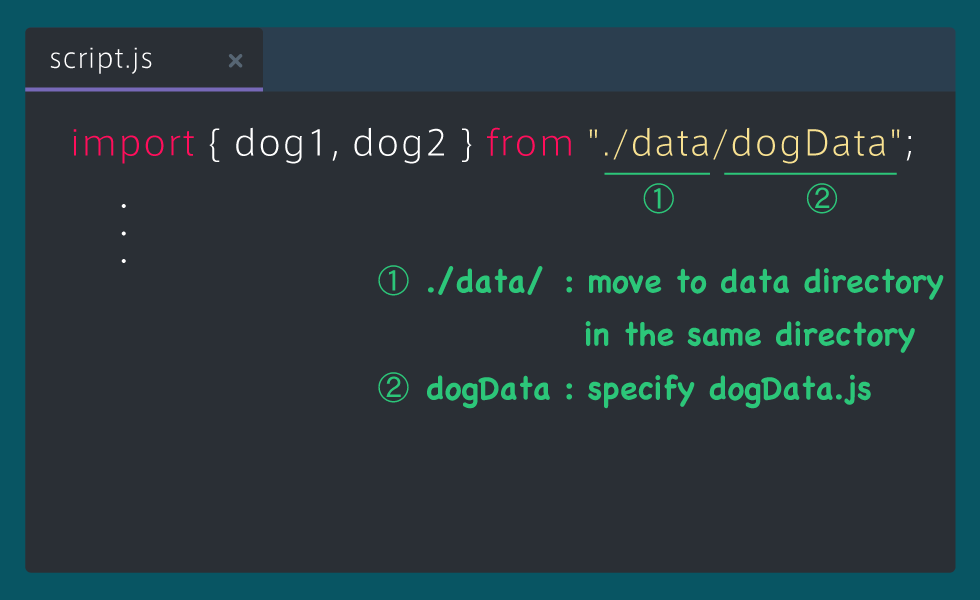 script.js ×
import { dog1, dog2 } from "./data/dogData";
① ②
.
.
.
① ./data/ : move to data directory
in the same directory
② dogData : specify dogData.js